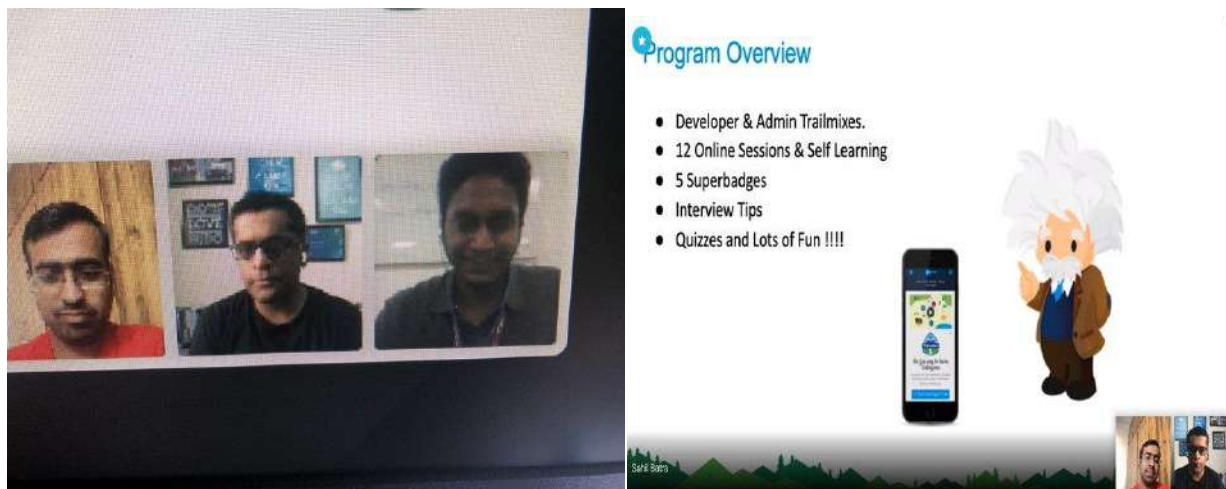 Program Overview
Developer & Admin Trailmixes.
12 Online Sessions & Self Learning
5 Superbadges
Interview Tips
Quizzes and Lots of Fun !!!!
Sahil Batra